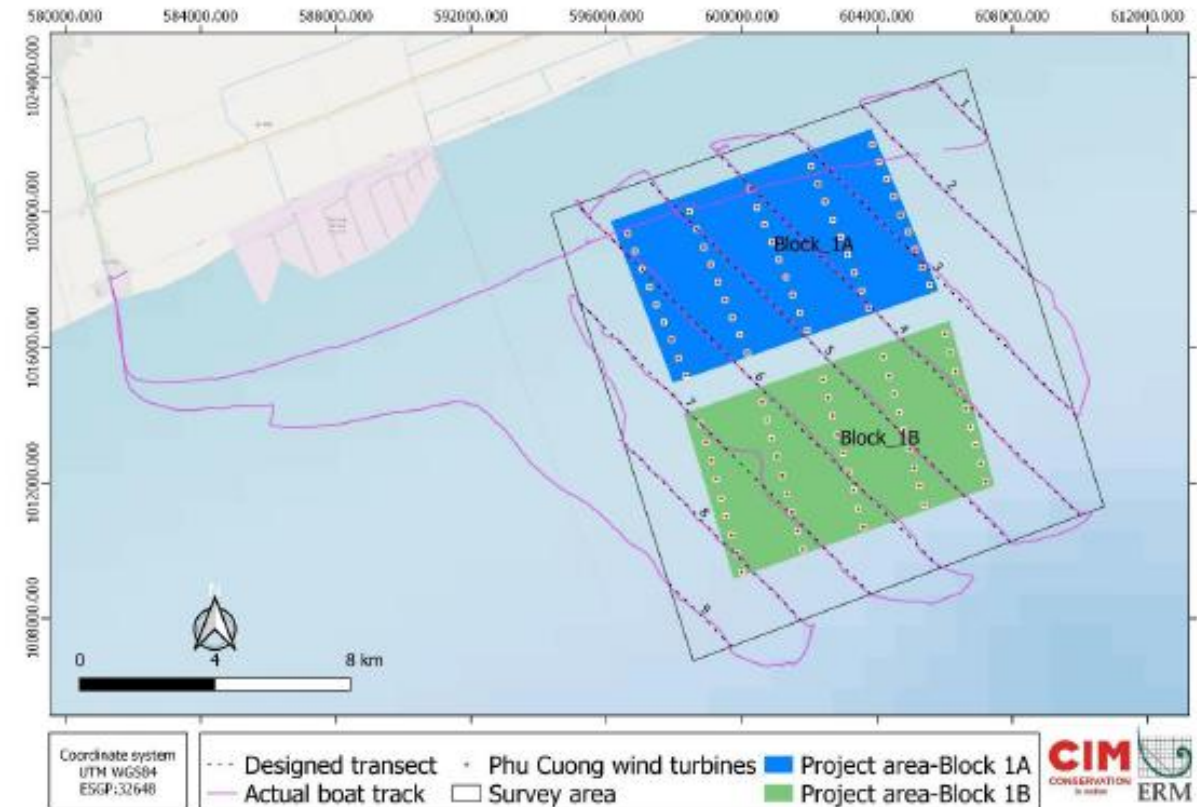 580000.000 584000.000 588000.000 592000.000 596000.000 600000.000 604000.000 608000.000 612000.000
1024000.000
1020000.000
1016000.000
1012000.000
1008000.000
1
2
3
Block_1A
4
5
6
7
Block_1B
8
9
0 4 8 km
Coordinate system
UTM WGS84
ESGP:32648
Designed transect
Phu Cuong wind turbines
Project area-Block 1A
Actual boat track
Survey area
Project area-Block 1B
CIM
CONSERVATION
ERM